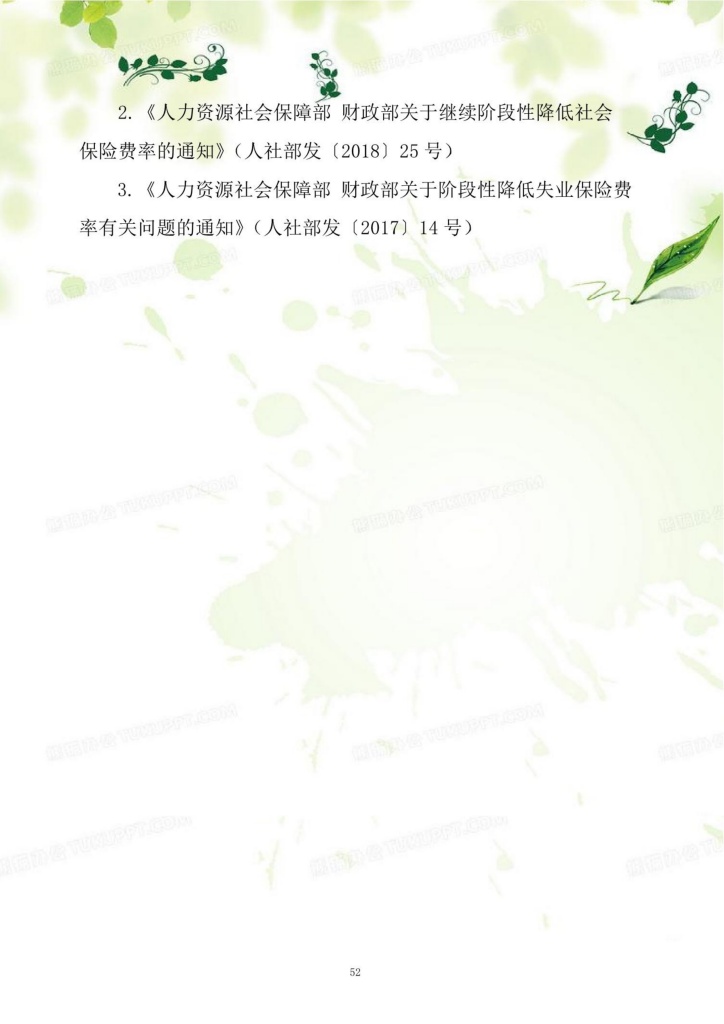 2.《人力资源社会保障部 财政部关于继续阶段性降低社会
保险费率的通知》（人社部发〔2018〕25 号）
3.《人力资源社会保障部 财政部关于阶段性降低失业保险费
率有关问题的通知》（人社部发〔2017〕14 号）
52